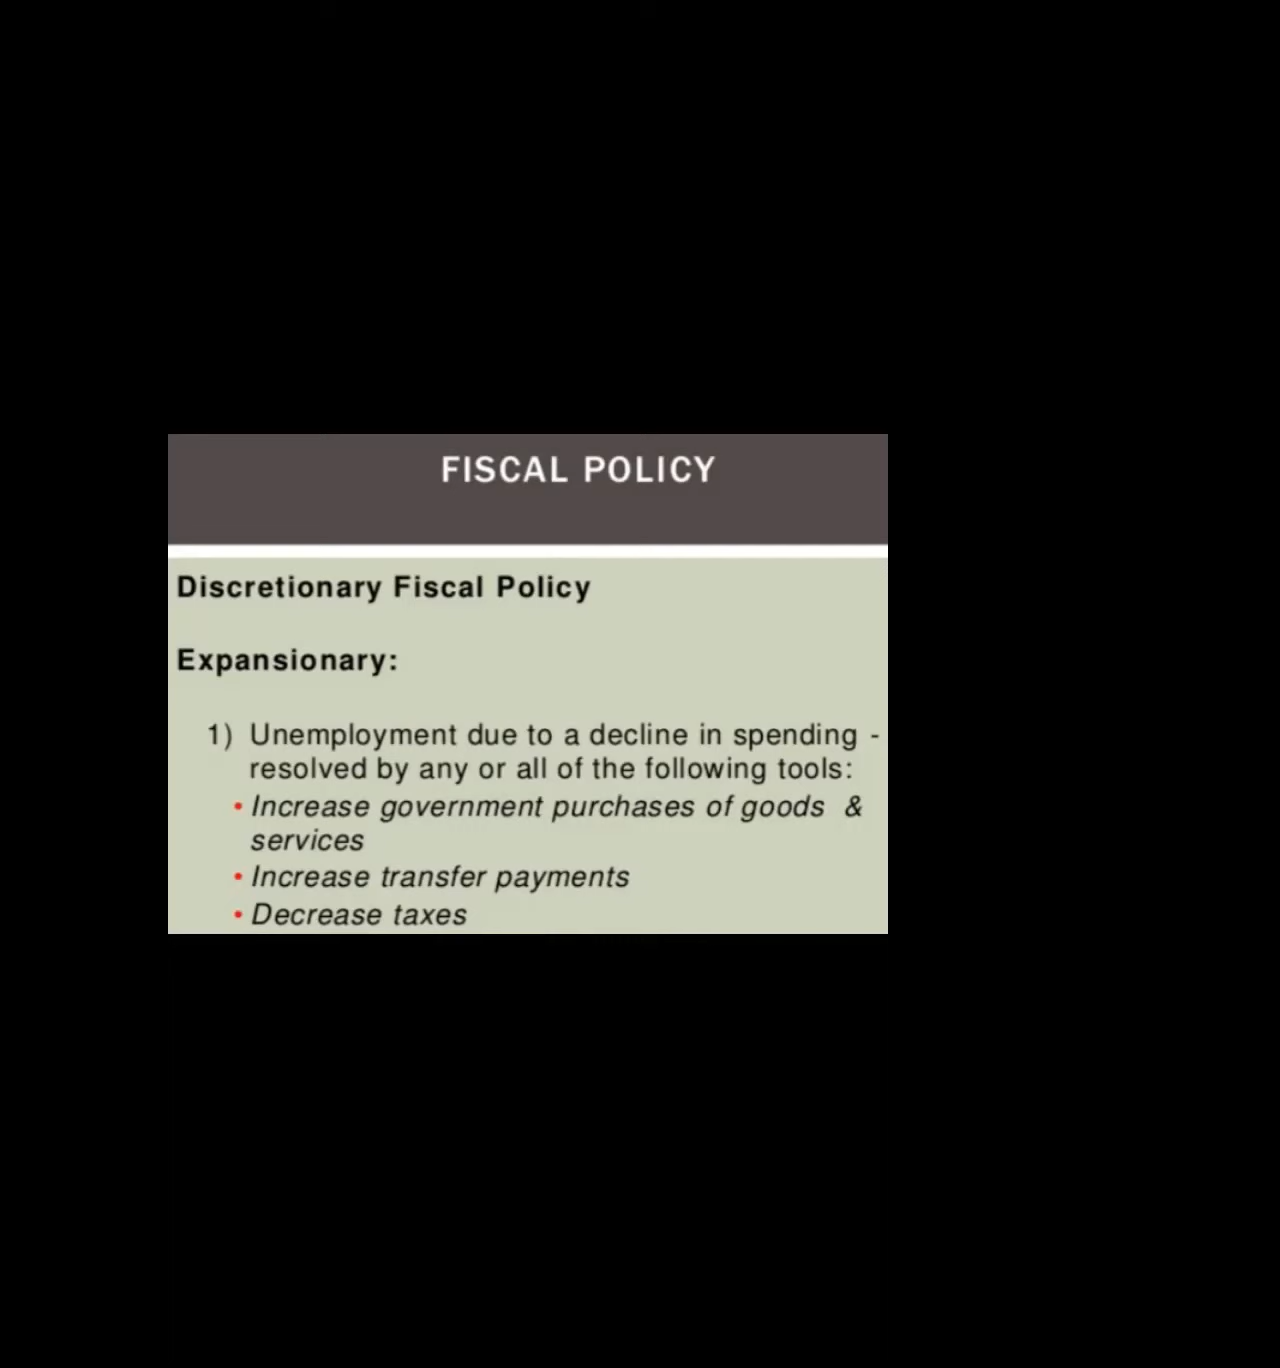 FISCAL POLICY
Discretionary Fiscal Policy
Expansionary:
1) Unemployment due to a decline in spending -
resolved by any or all of the following tools:
• Increase government purchases of goods &
services
• Increase transfer payments
• Decrease taxes